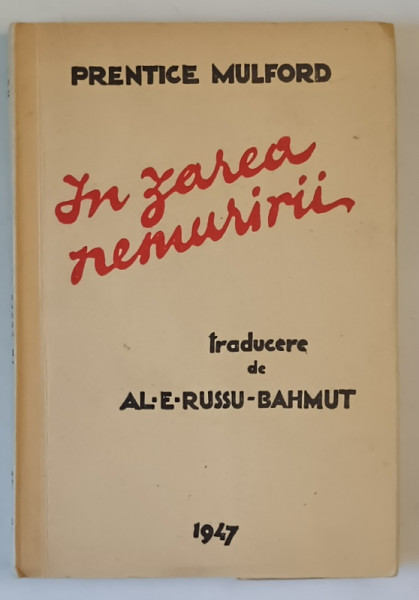 PRENTICE MULFORD
In zarea
nemuririi
traducere
de
AL·E·RUSSU-BAHMUT
1947